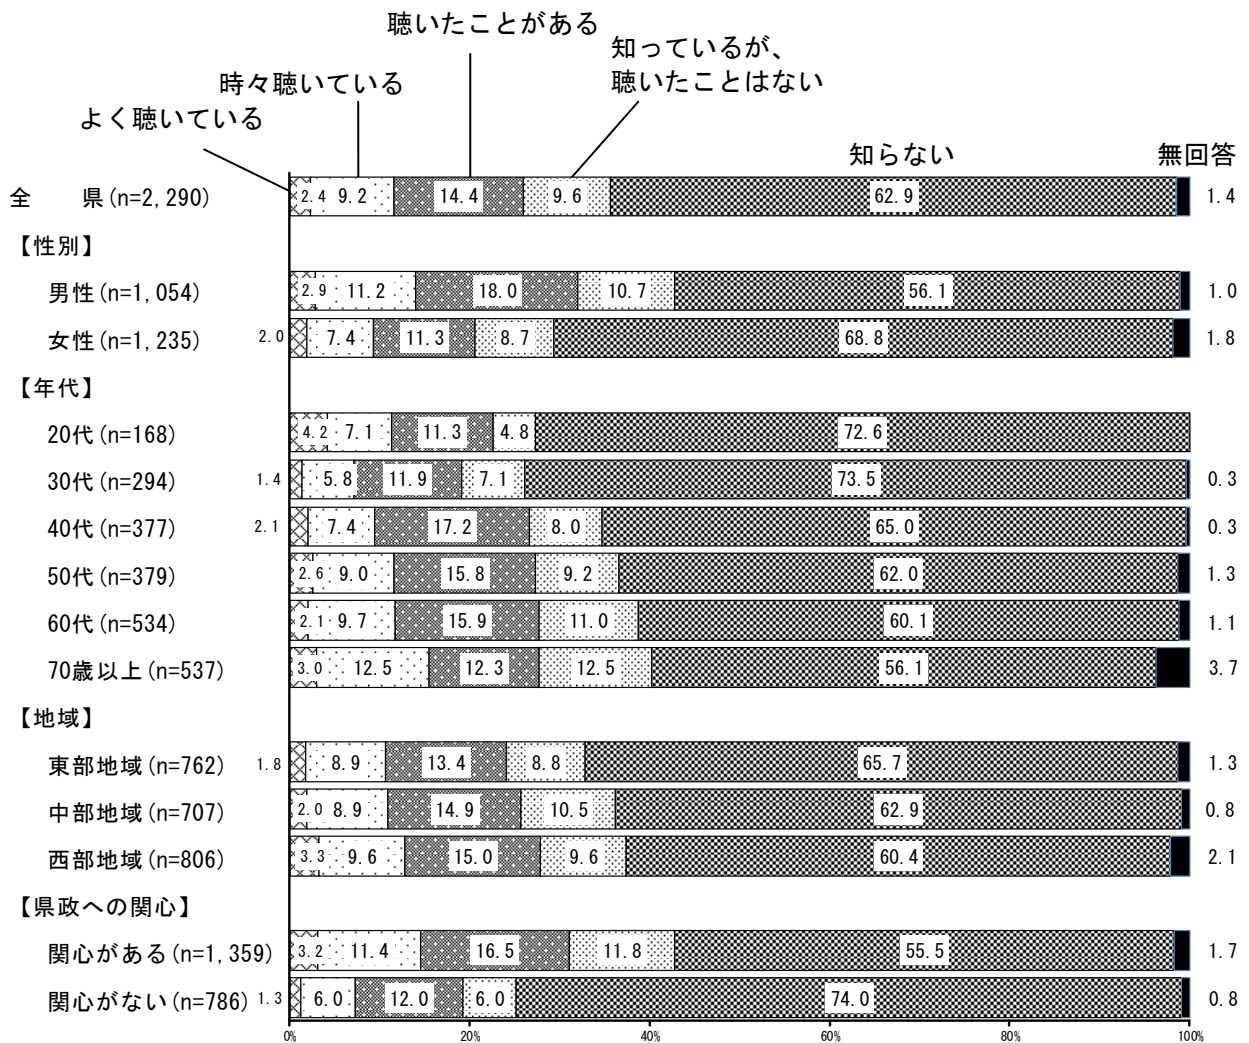 聴いたことがある
知っているが、
聴いたことはない
時々聴いている
よく聴いている
知らない 無回答
全 県(n=2,290) 2.4 9.2 14.4 9.6 62.9 1.4
【性別】
男性(n=1,054) 2.9 11.2 18.0 10.7 56.1 1.0
女性(n=1,235) 2.0 7.4 11.3 8.7 68.8 1.8
【年代】
20代(n=168) 4.2 7.1 11.3 4.8 72.6
30代(n=294) 1.4 5.8 11.9 7.1 73.5 0.3
40代(n=377) 2.1 7.4 17.2 8.0 65.0 0.3
50代(n=379) 2.6 9.0 15.8 9.2 62.0 1.3
60代(n=534) 2.1 9.7 15.9 11.0 60.1 1.1
70歳以上(n=537) 3.0 12.5 12.3 12.5 56.1 3.7
【地域】
東部地域(n=762) 1.8 8.9 13.4 8.8 65.7 1.3
中部地域(n=707) 2.0 8.9 14.9 10.5 62.9 0.8
西部地域(n=806) 3.3 9.6 15.0 9.6 60.4 2.1
【県政への関心】
関心がある(n=1,359) 3.2 11.4 16.5 11.8 55.5 1.7
関心がない(n=786) 1.3 6.0 12.0 6.0 74.0 0.8
0% 20% 40% 60% 80% 100%